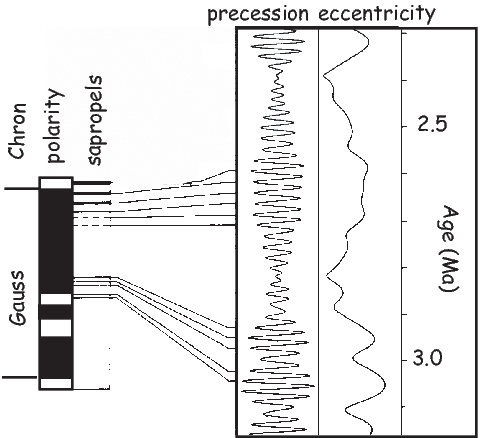 precession eccentricity
Chron
polarity
sapropels
2.5
Age (Ma)
Gauss
3.0